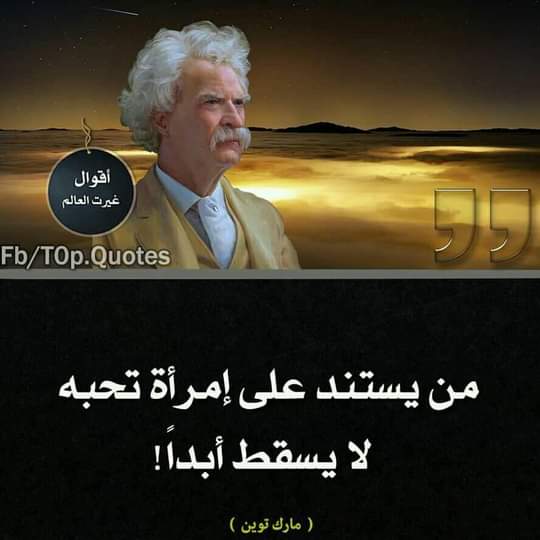 أقوال
غيرت العالم
Fb/TOp.Quotes
من يستند على إمرأة تحبه
لا يسقط أبداً!
( مارك توين )